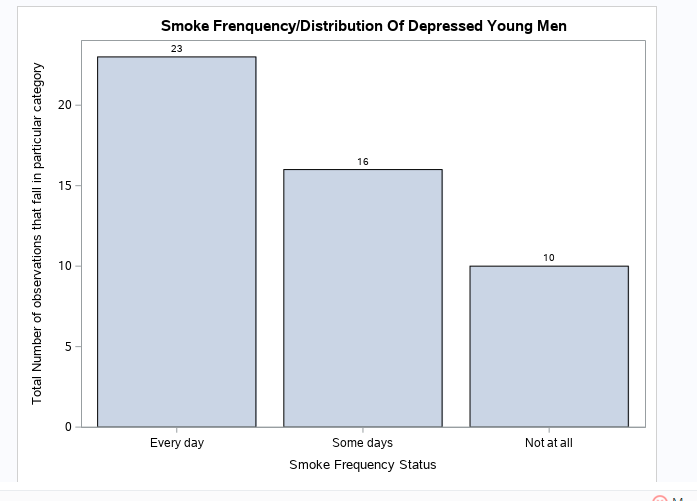 Smoke Frenquency/Distribution Of Depressed Young Men
Total Number of observations that fall in particular category
23
16
10
20
15
10
5
0
Every day
Some days
Not at all
Smoke Frequency Status